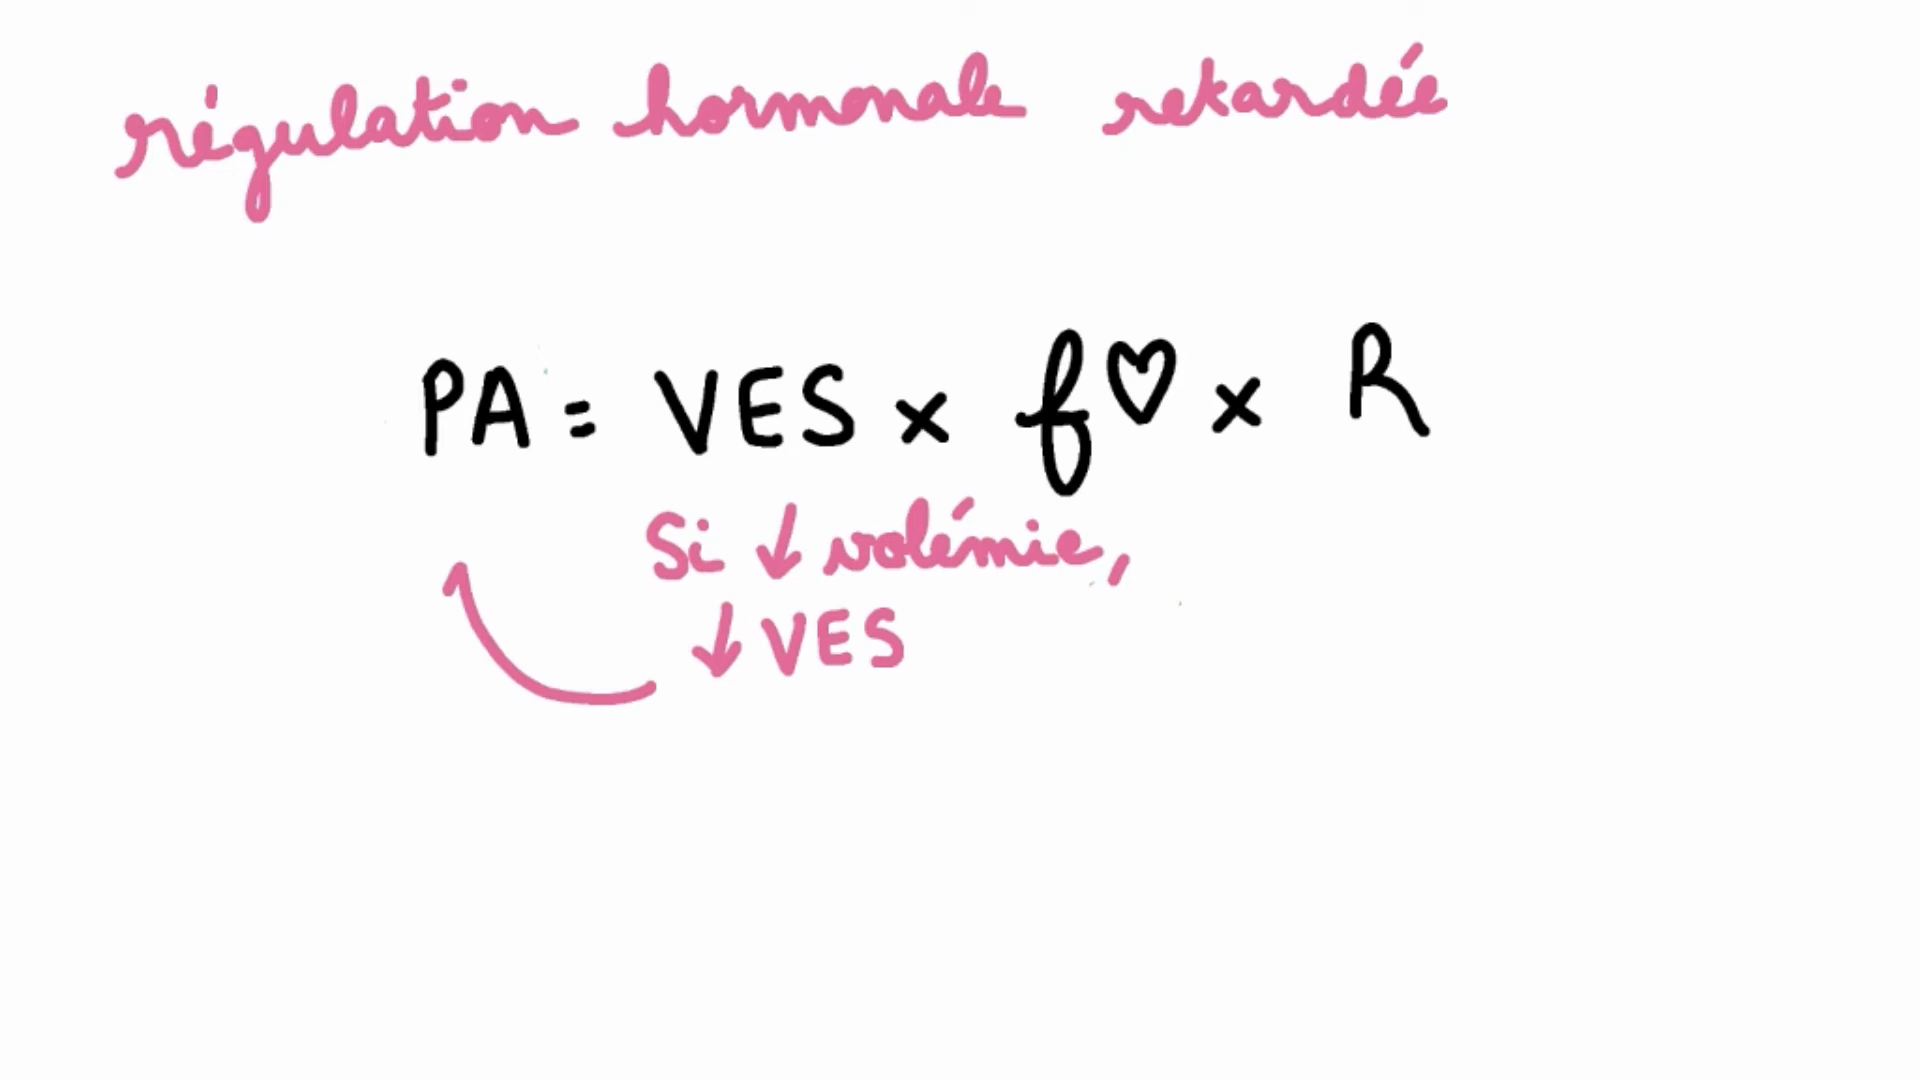 régulation hormonale retardée
PA = VES × f♡ × R
Si ↓ volémie,
↓ VES